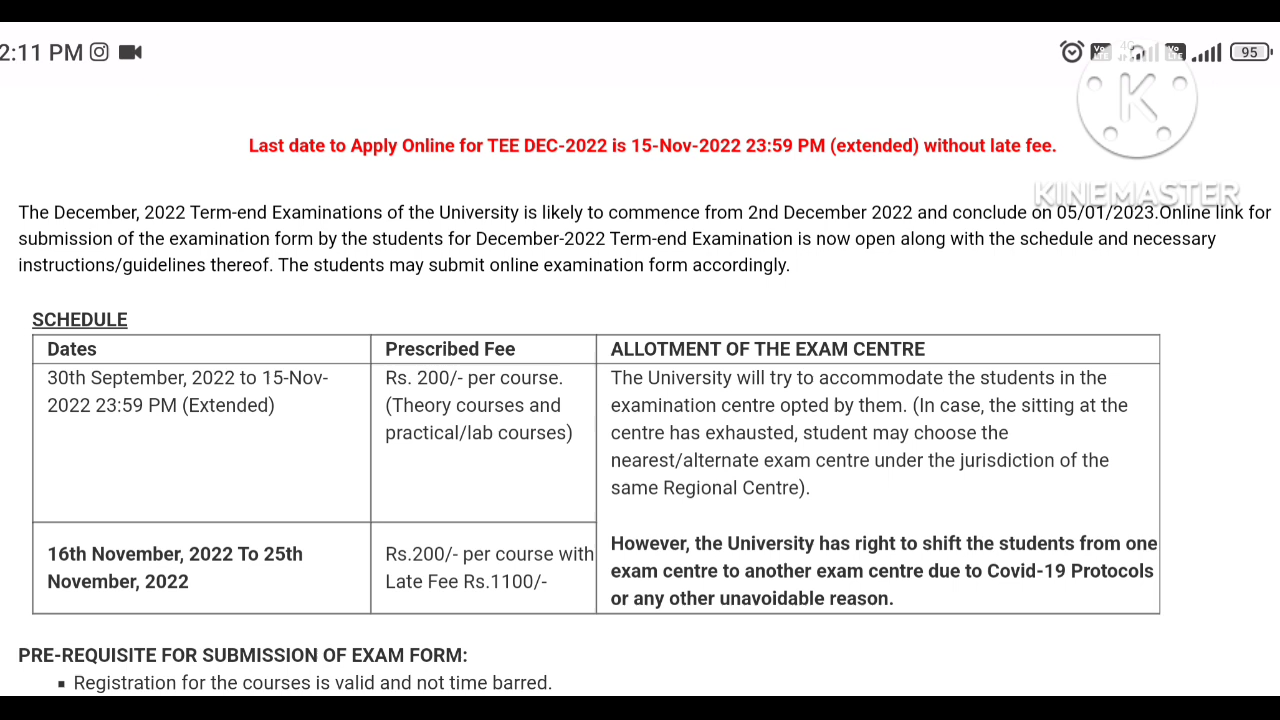 2:11 PM
Vo LTE 4G Vo LTE 95
K
KINEMASTER
Last date to Apply Online for TEE DEC-2022 is 15-Nov-2022 23:59 PM (extended) without late fee.
The December, 2022 Term-end Examinations of the University is likely to commence from 2nd December 2022 and conclude on 05/01/2023.Online link for
submission of the examination form by the students for December-2022 Term-end Examination is now open along with the schedule and necessary
instructions/guidelines thereof. The students may submit online examination form accordingly.
SCHEDULE
Dates
Prescribed Fee
ALLOTMENT OF THE EXAM CENTRE
30th September, 2022 to 15-Nov-
2022 23:59 PM (Extended)
Rs. 200/- per course.
(Theory courses and
practical/lab courses)
The University will try to accommodate the students in the
examination centre opted by them. (In case, the sitting at the
centre has exhausted, student may choose the
nearest/alternate exam centre under the jurisdiction of the
same Regional Centre).
However, the University has right to shift the students from one
exam centre to another exam centre due to Covid-19 Protocols
or any other unavoidable reason.
16th November, 2022 To 25th
November, 2022
Rs.200/- per course with
Late Fee Rs.1100/-
PRE-REQUISITE FOR SUBMISSION OF EXAM FORM:
▪ Registration for the courses is valid and not time barred.